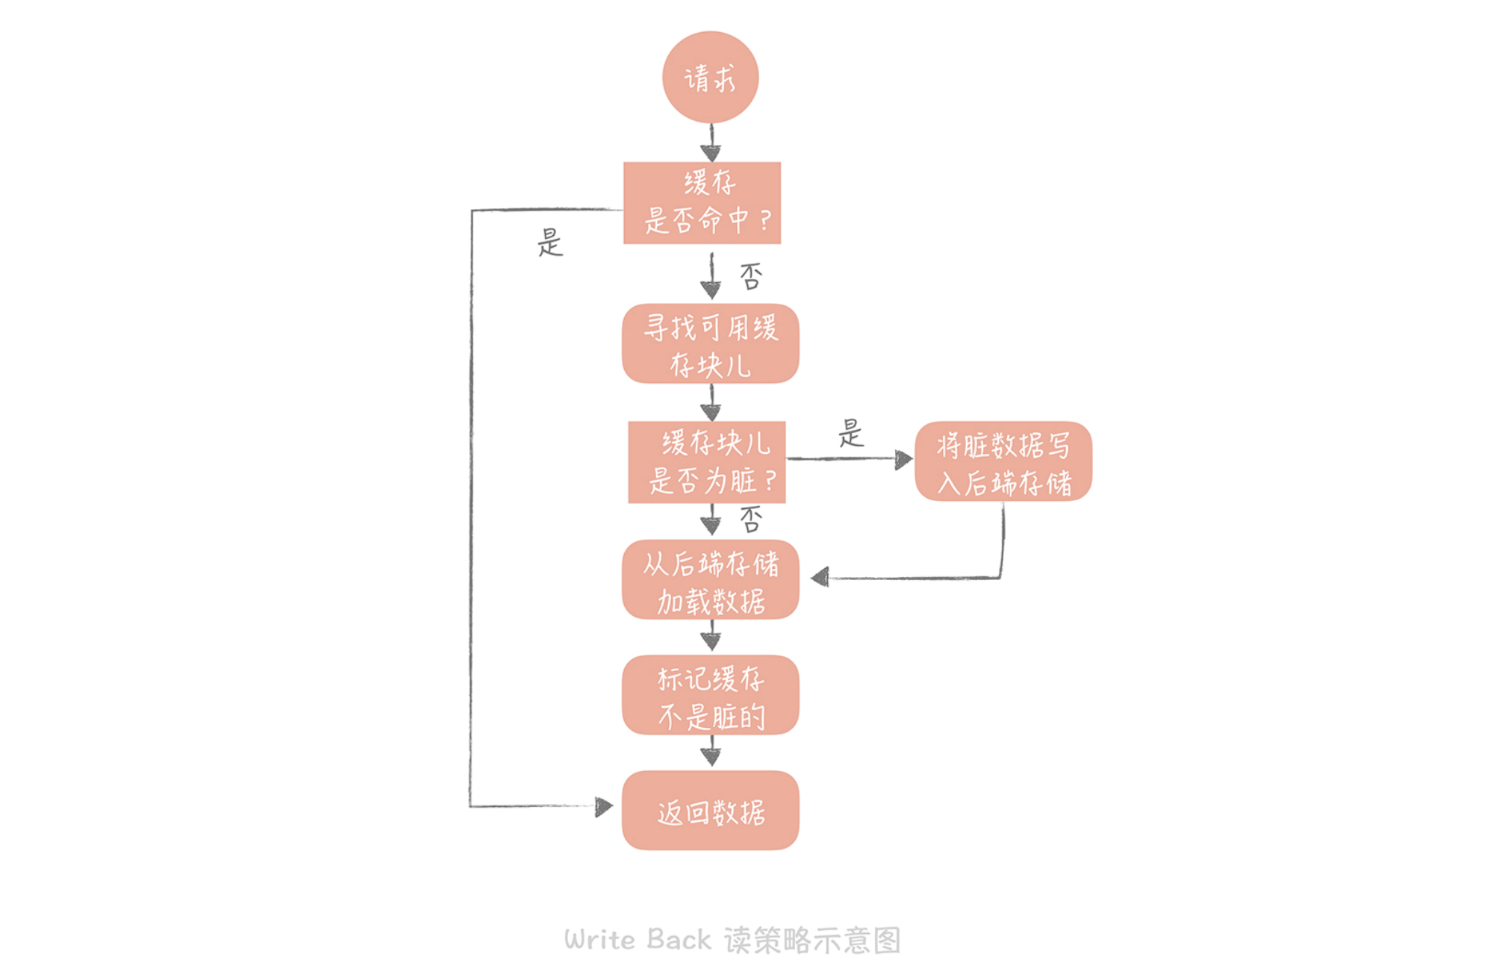 请求
缓存
是否命中？
是
否
寻找可用缓
存块儿
缓存块儿
是否为脏？
是
将脏数据写
入后端存储
否
从后端存储
加载数据
标记缓存
不是脏的
返回数据
Write Back 读策略示意图